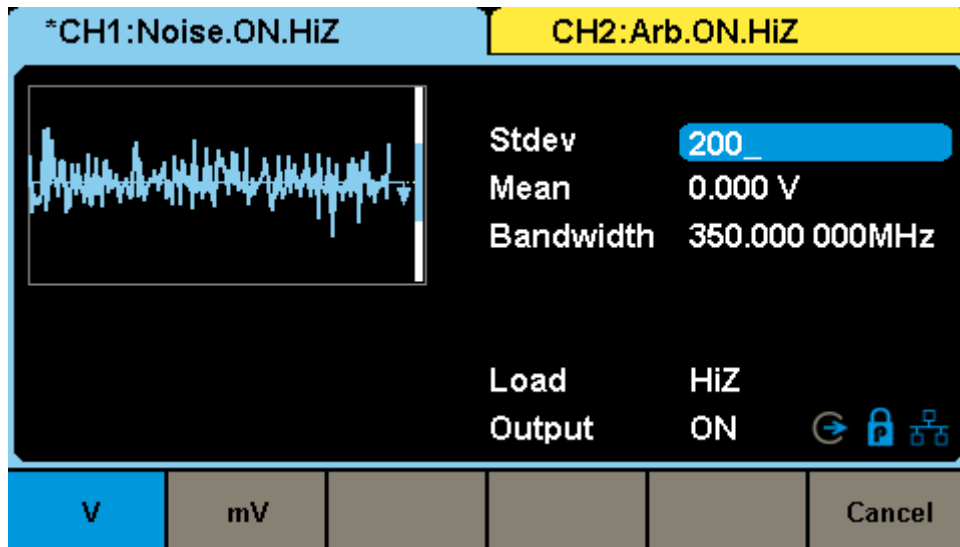 *CH1:Noise.ON.HiZ
CH2:Arb.ON.HiZ
Stdev 200_
Mean 0.000 V
Bandwidth 350.000 000MHz
Load HiZ
Output ON P
V mV Cancel